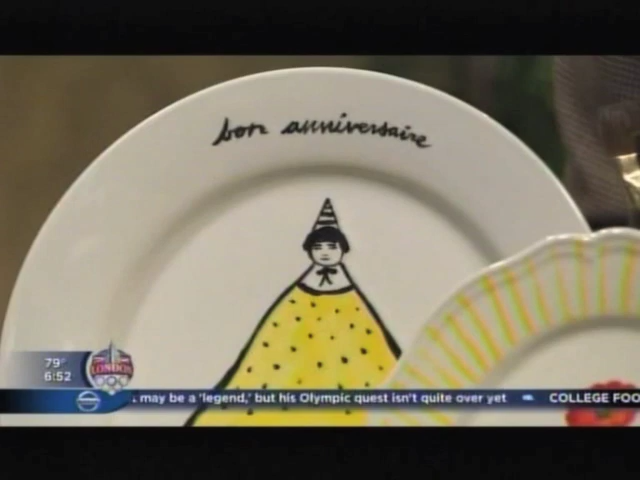 bon anniversaire
79°
6:52
LONDON
may be a 'legend,' but his Olympic quest isn't quite over yet
COLLEGE FOO